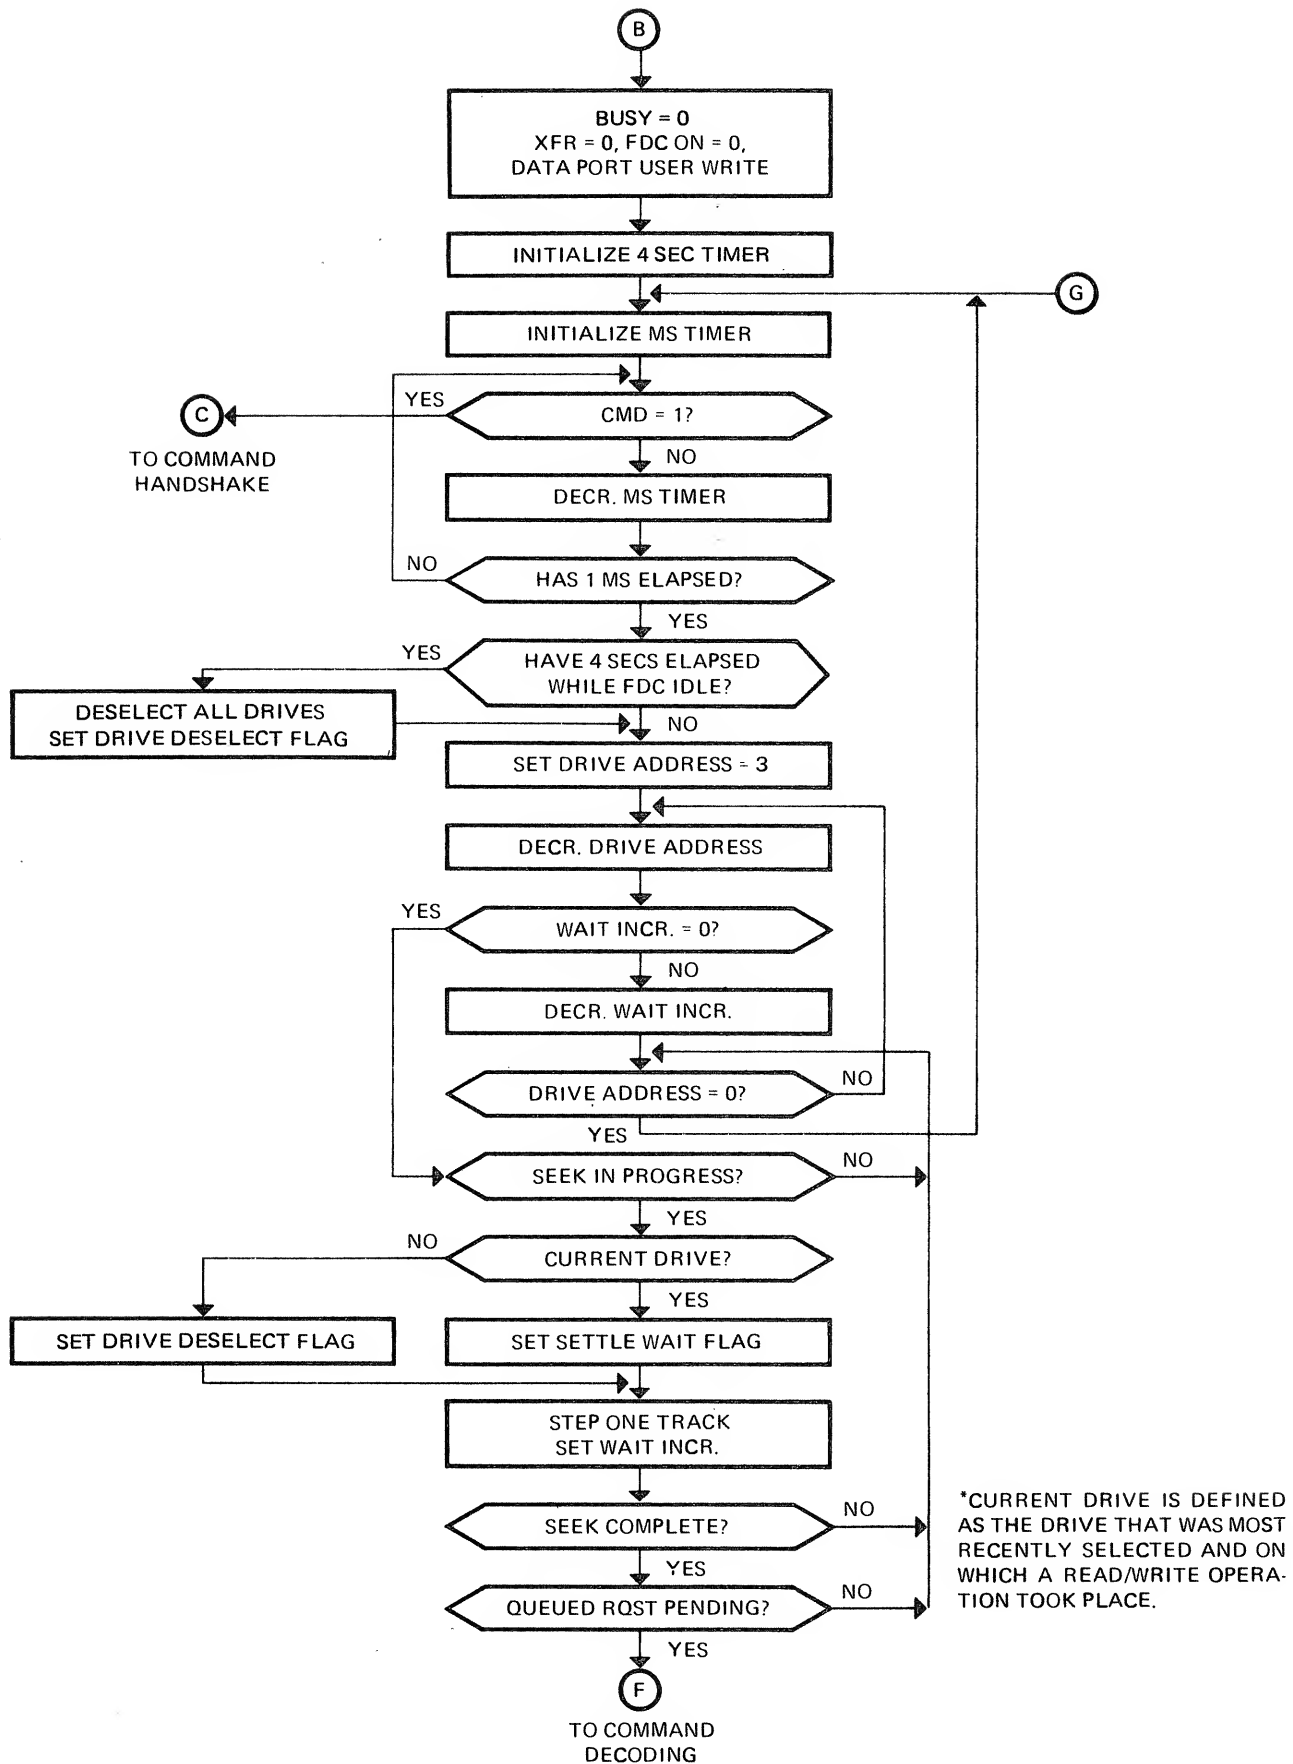 B
BUSY = 0
XFR = 0, FDC ON = 0,
DATA PORT USER WRITE
INITIALIZE 4 SEC TIMER
G
INITIALIZE MS TIMER
YES
C
CMD = 1?
TO COMMAND
HANDSHAKE
NO
DECR. MS TIMER
NO
HAS 1 MS ELAPSED?
YES
YES
HAVE 4 SECS ELAPSED
WHILE FDC IDLE?
DESELECT ALL DRIVES
SET DRIVE DESELECT FLAG
NO
SET DRIVE ADDRESS = 3
DECR. DRIVE ADDRESS
YES
WAIT INCR. = 0?
NO
DECR. WAIT INCR.
DRIVE ADDRESS = 0?
NO
YES
SEEK IN PROGRESS?
NO
YES
NO
CURRENT DRIVE?
YES
SET DRIVE DESELECT FLAG
SET SETTLE WAIT FLAG
STEP ONE TRACK
SET WAIT INCR.
SEEK COMPLETE?
NO
YES
QUEUED RQST PENDING?
NO
YES
*CURRENT DRIVE IS DEFINED
AS THE DRIVE THAT WAS MOST
RECENTLY SELECTED AND ON
WHICH A READ/WRITE OPERA-
TION TOOK PLACE.
F
TO COMMAND
DECODING